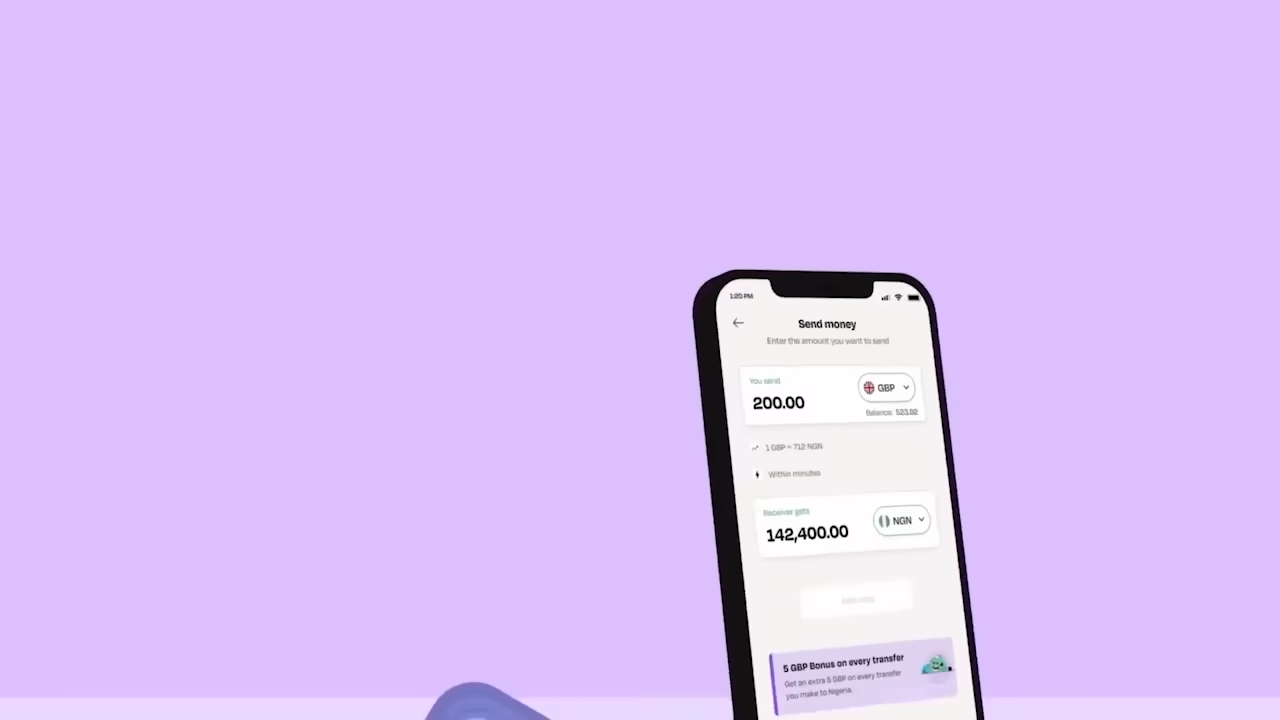 1:20 PM
Send money
Enter the amount you want to send
You send
200.00
GBP
Balance: 523.92
1 GBP = 712 NGN
Within minutes
Receiver gets
142,400.00
NGN
5 GBP Bonus on every transfer
Get an extra 5 GBP on every transfer
you make to Nigeria.